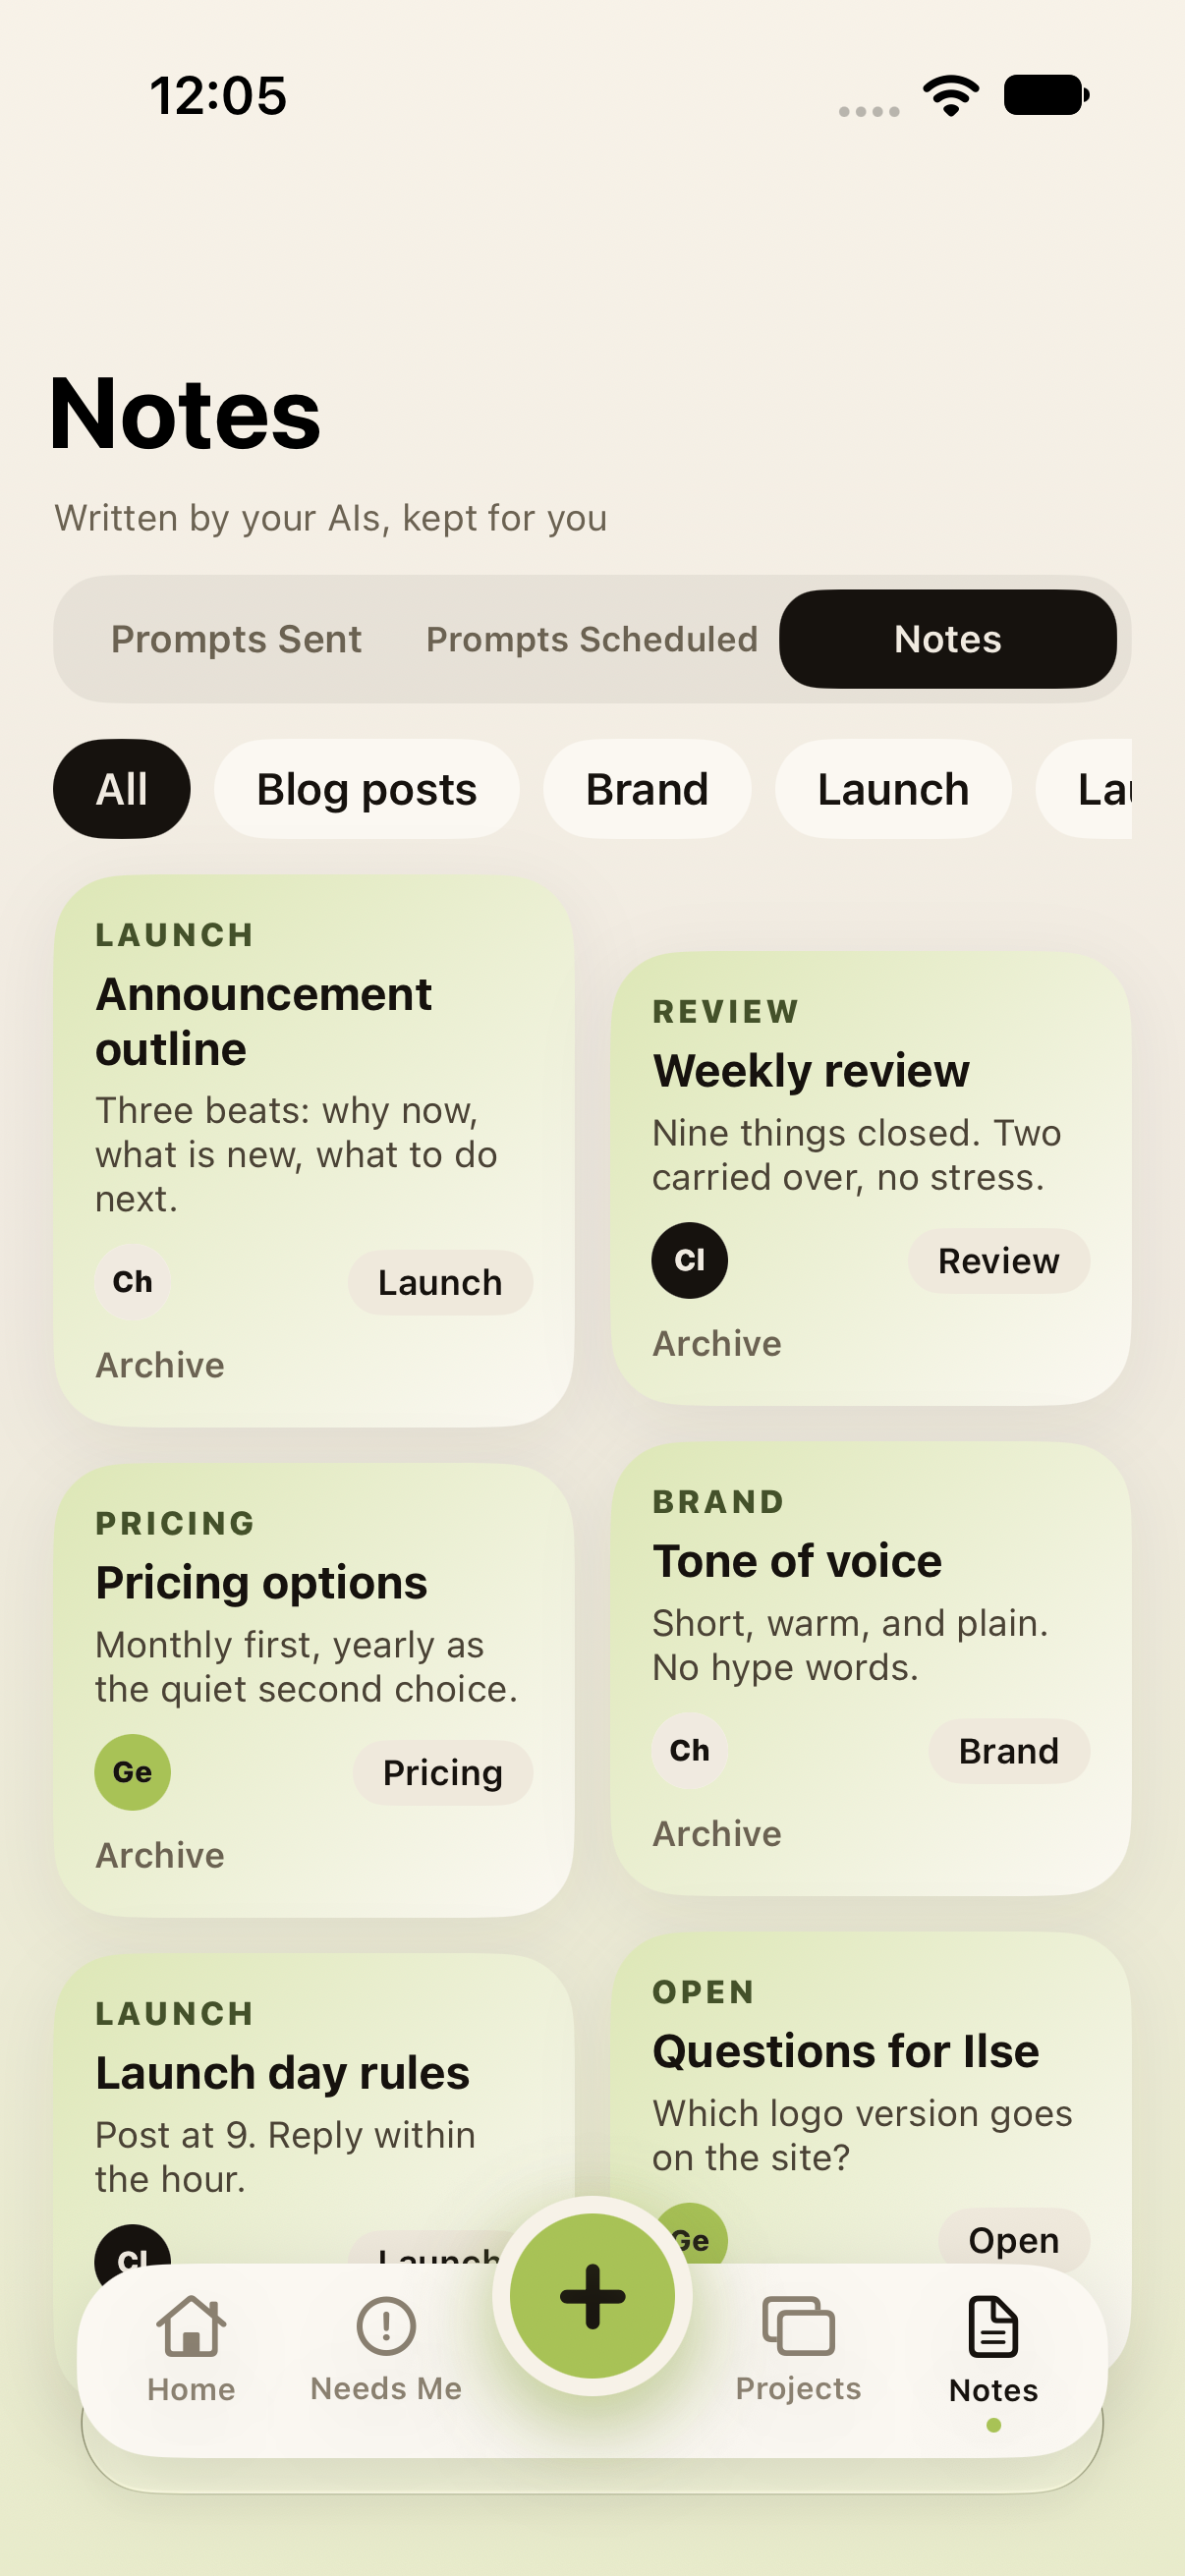 12:05
Notes
Written by your AIs, kept for you
Prompts Sent
Prompts Scheduled
Notes
All
Blog posts
Brand
Launch
LAUNCH
Announcement
outline
Three beats: why now,
what is new, what to do
next.
Ch
Launch
Archive
REVIEW
Weekly review
Nine things closed. Two
carried over, no stress.
Cl
Review
Archive
PRICING
Pricing options
Monthly first, yearly as
the quiet second choice.
Ge
Pricing
Archive
BRAND
Tone of voice
Short, warm, and plain.
No hype words.
Ch
Brand
Archive
LAUNCH
Launch day rules
Post at 9. Reply within
the hour.
Cl
Launch
OPEN
Questions for Ilse
Which logo version goes
on the site?
Ge
Open
Home
Needs Me
Projects
Notes